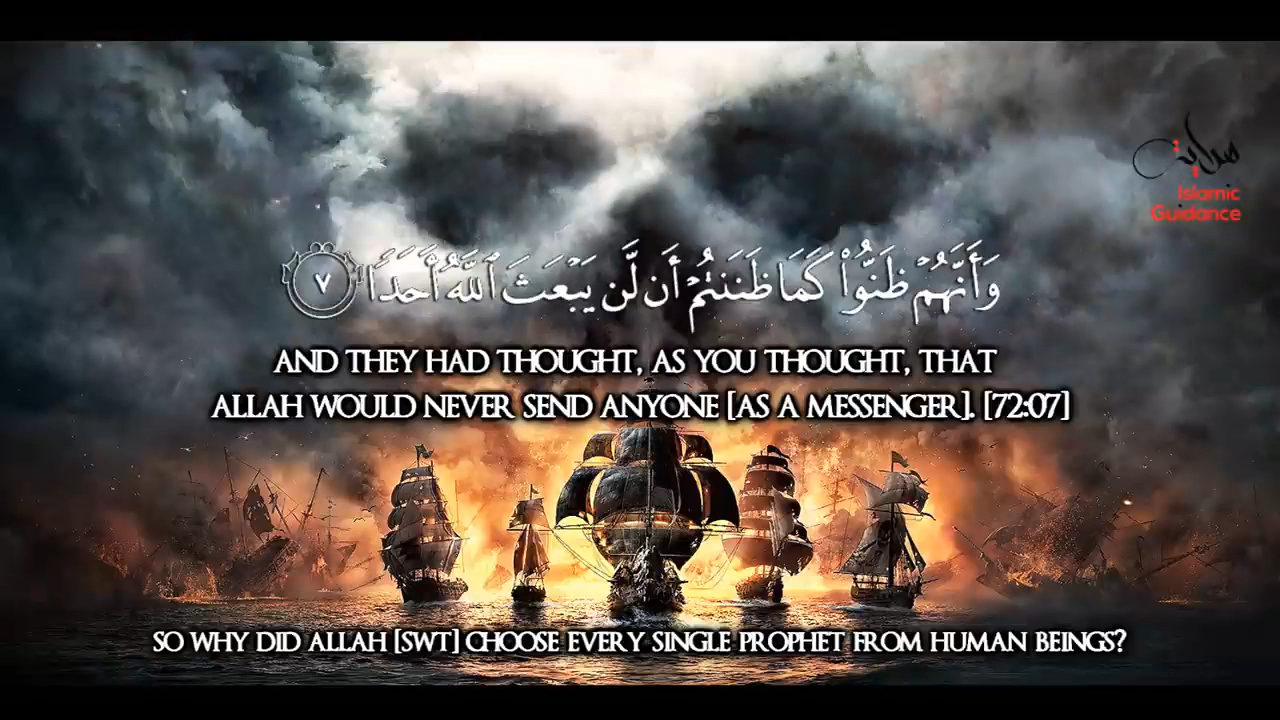 هداية
Islamic
Guidance
وَأَنَّهُمْ ظَنُّوا۟ كَمَا ظَنَنتُمْ أَن لَّن يَبْعَثَ ٱللَّهُ أَحَدًا ٧
AND THEY HAD THOUGHT, AS YOU THOUGHT, THAT
ALLAH WOULD NEVER SEND ANYONE [AS A MESSENGER]. [72:07]
SO WHY DID ALLAH [SWT] CHOOSE EVERY SINGLE PROPHET FROM HUMAN BEINGS?